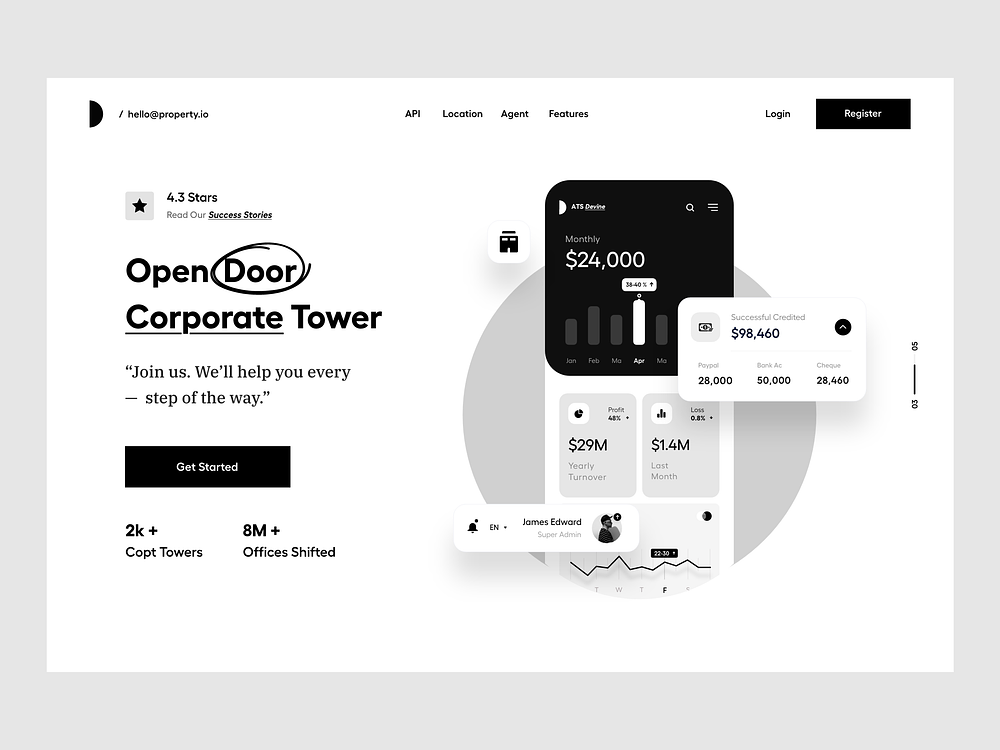 / hello@property.io
API Location Agent Features
Login
Register
4.3 Stars
Read Our Success Stories
Open Door
Corporate Tower
“Join us. We’ll help you every
— step of the way.”
Get Started
2k +
Copt Towers
8M +
Offices Shifted
ATS Devine
Monthly
$24,000
38-40 %
Jan Feb Ma Apr Ma
Successful Credited
$98,460
Paypal Bank Ac Cheque
28,000 50,000 28,460
Profit
48% +
$29M
Yearly
Turnover
Loss
0.8% +
$1.4M
Last
Month
EN
James Edward
Super Admin
22-30
T W T F S
05
03